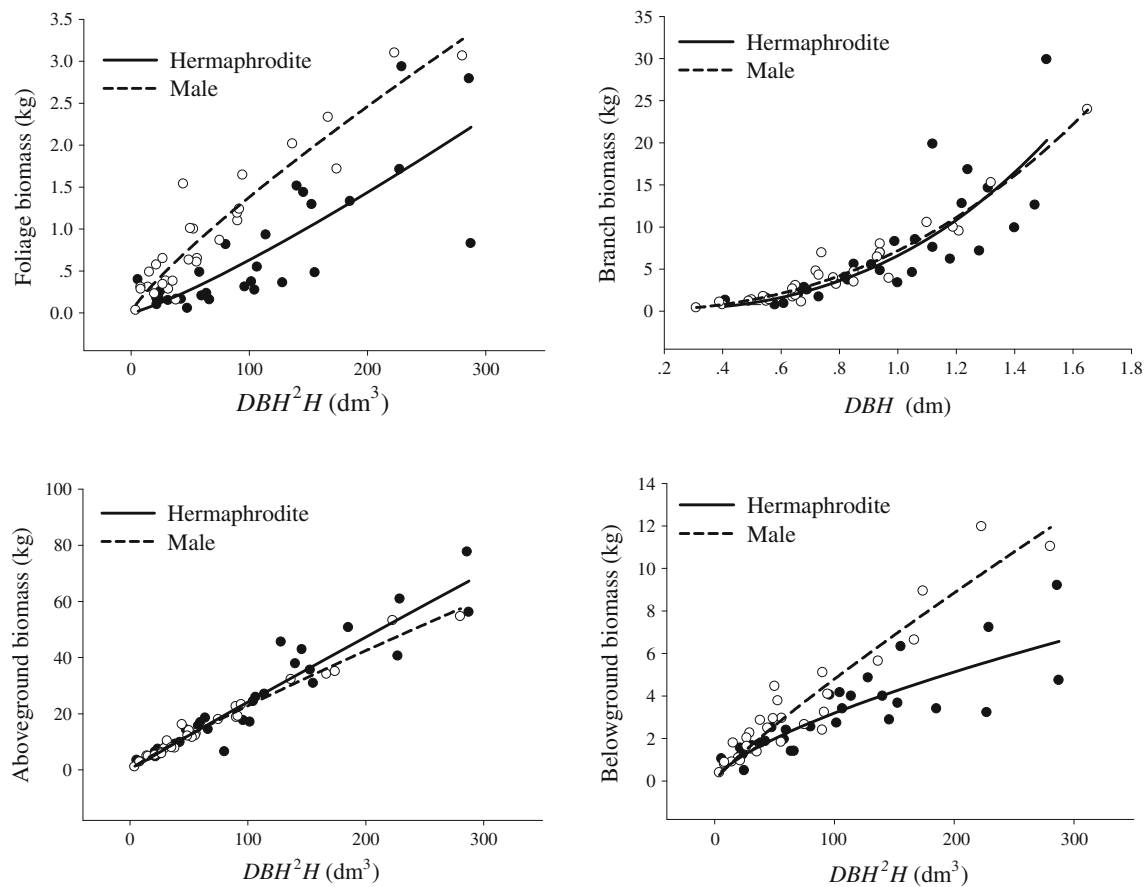 3.5
3.0
2.5
2.0
1.5
1.0
.5
0.0
Foliage biomass (kg)
Hermaphrodite
Male
0 100 200 300
DBH²H (dm³)
35
30
25
20
15
10
5
0
Branch biomass (kg)
Hermaphrodite
Male
.2 .4 .6 .8 1.0 1.2 1.4 1.6 1.8
DBH (dm)
100
80
60
40
20
0
Aboveground biomass (kg)
Hermaphrodite
Male
0 100 200 300
DBH²H (dm³)
14
12
10
8
6
4
2
0
Belowground biomass (kg)
Hermaphrodite
Male
0 100 200 300
DBH²H (dm³)